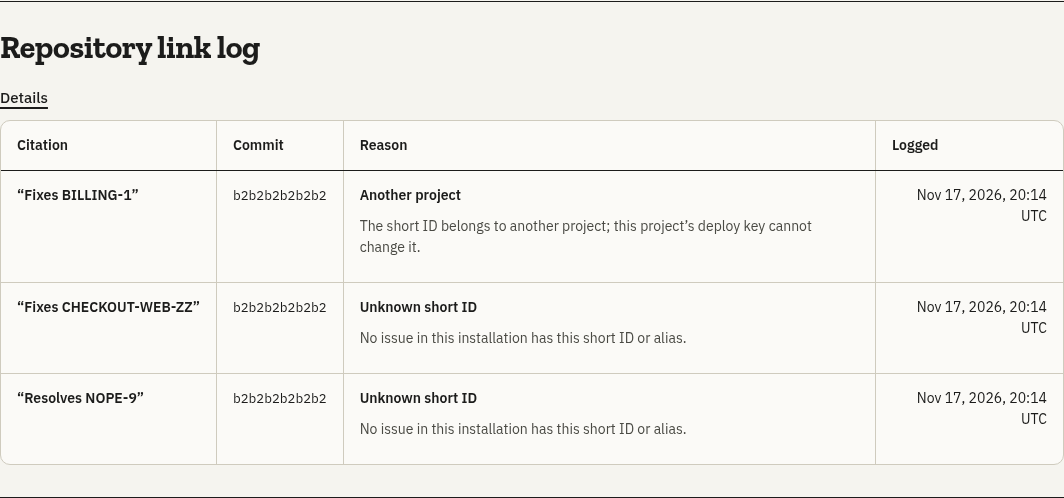 Repository link log
Details
Citation
Commit
Reason
Logged
“Fixes BILLING-1”
b2b2b2b2b2b2
Another project
The short ID belongs to another project; this project’s deploy key cannot
change it.
Nov 17, 2026, 20:14
UTC
“Fixes CHECKOUT-WEB-ZZ”
b2b2b2b2b2b2
Unknown short ID
No issue in this installation has this short ID or alias.
Nov 17, 2026, 20:14
UTC
“Resolves NOPE-9”
b2b2b2b2b2b2
Unknown short ID
No issue in this installation has this short ID or alias.
Nov 17, 2026, 20:14
UTC